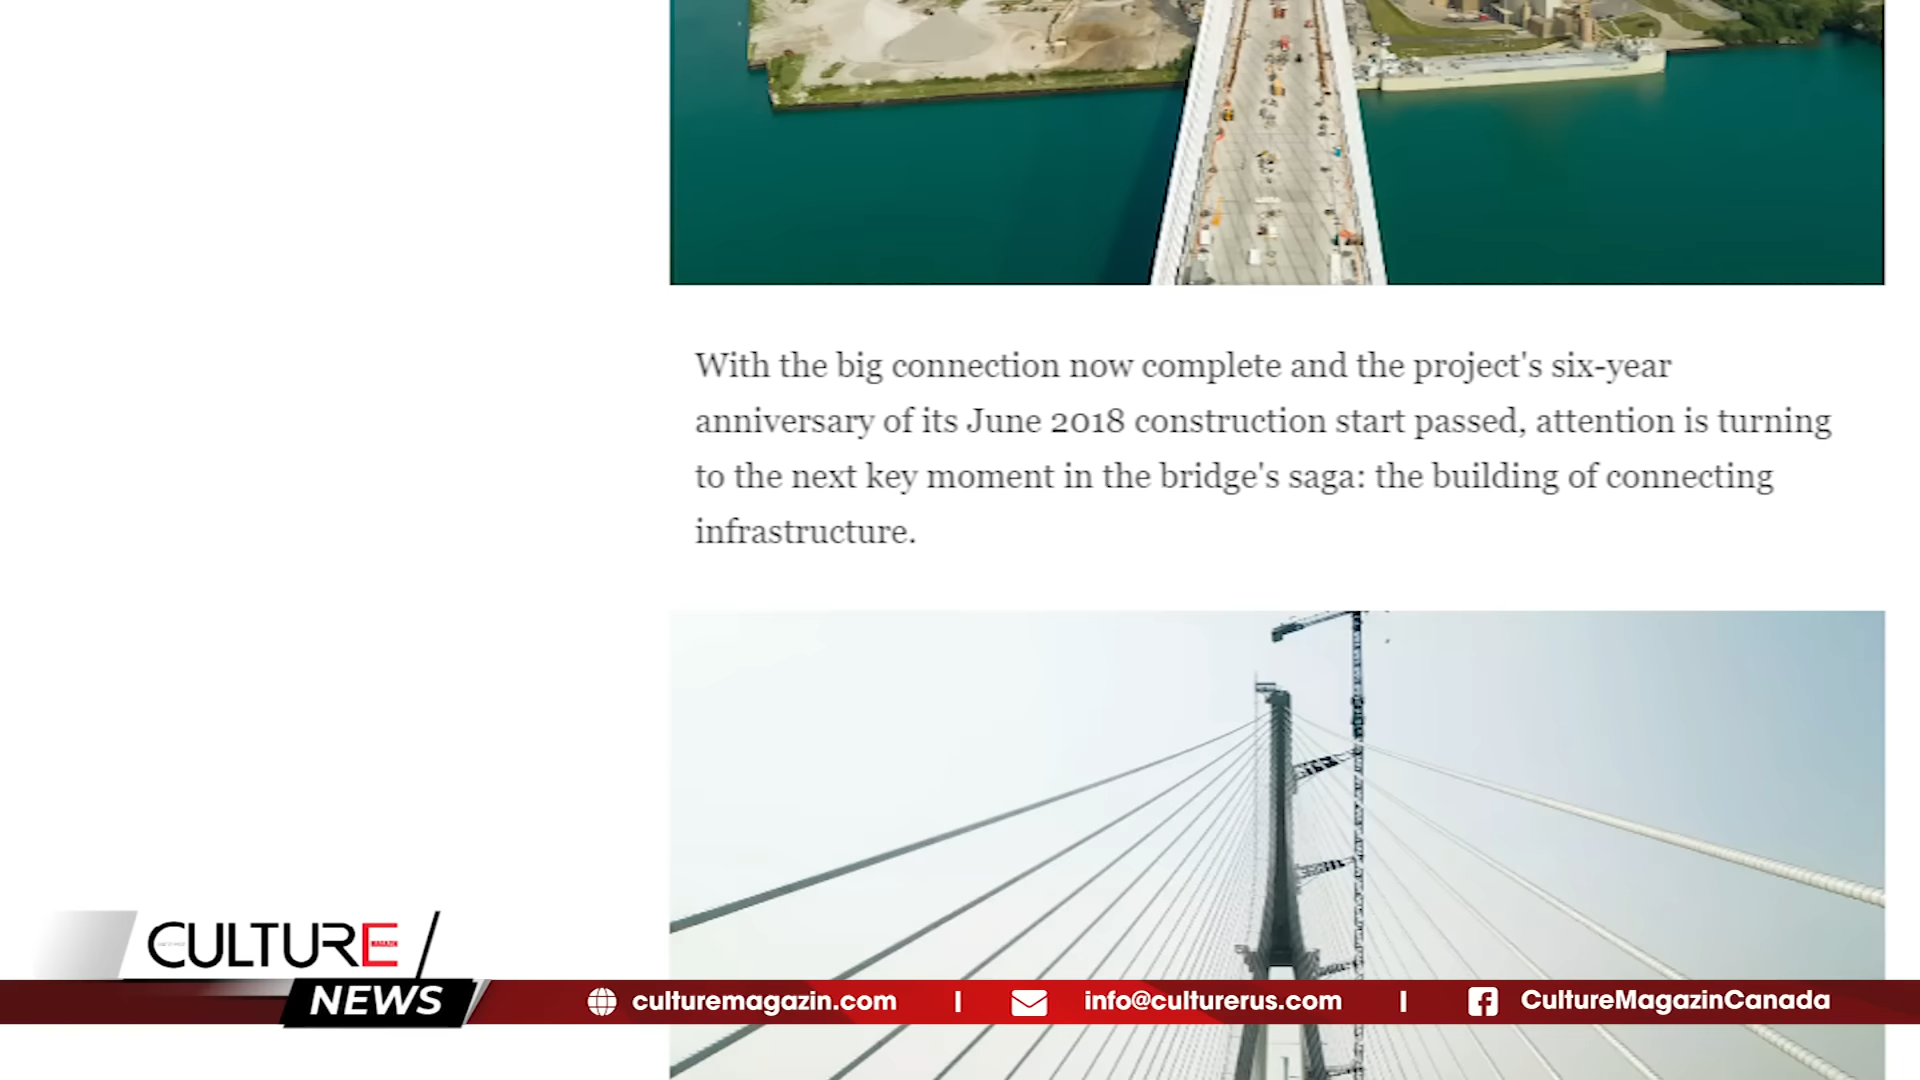 With the big connection now complete and the project's six-year
anniversary of its June 2018 construction start passed, attention is turning
to the next key moment in the bridge's saga: the building of connecting
infrastructure.
CULTURE
MAGAZIN
NEWS
culturemagazin.com | info@culturerus.com | CultureMagazinCanada